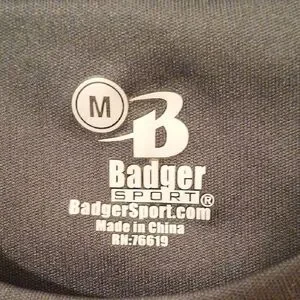 M
B
Badger
SPORT®
BadgerSport.com
Made in China
RN:76619